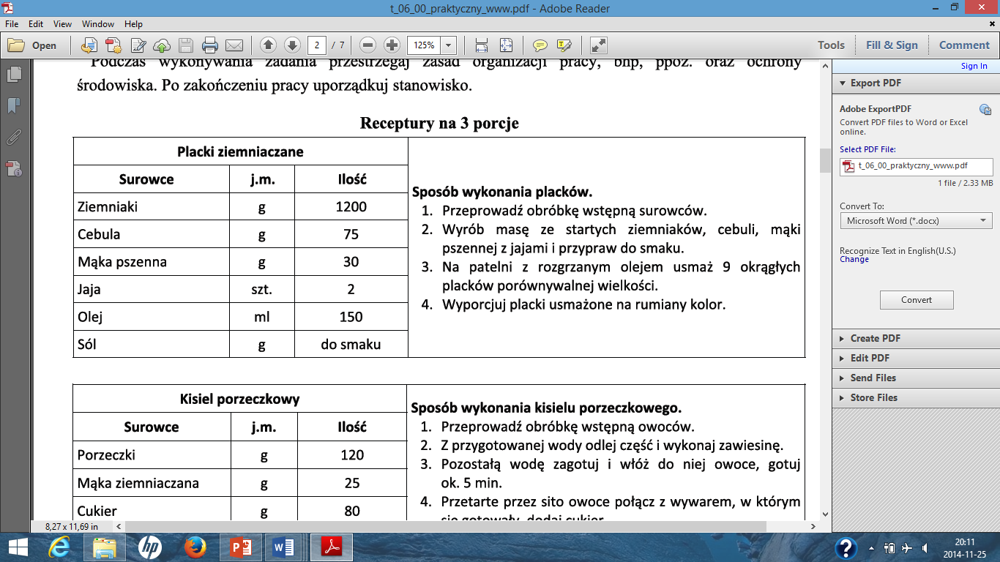 t_06_00_praktyczny_www.pdf - Adobe Reader
File Edit View Window Help
Open 2 / 7 125% Tools Fill & Sign Comment
Podczas wykonywania zadania przestrzegaj zasad organizacji pracy, bhp, ppoż. oraz ochrony
środowiska. Po zakończeniu pracy uporządkuj stanowisko.
Receptury na 3 porcje
Placki ziemniaczane
Surowce j.m. Ilość
Ziemniaki g 1200
Cebula g 75
Mąka pszenna g 30
Jaja szt. 2
Olej ml 150
Sól g do smaku
Sposób wykonania placków.
1. Przeprowadź obróbkę wstępną surowców.
2. Wyrób masę ze startych ziemniaków, cebuli, mąki
pszennej z jajami i przypraw do smaku.
3. Na patelni z rozgrzanym olejem usmaż 9 okrągłych
placków porównywalnej wielkości.
4. Wyporcjuj placki usmażone na rumiany kolor.
Kisiel porzeczkowy
Surowce j.m. Ilość
Porzeczki g 120
Mąka ziemniaczana g 25
Cukier g 80
Sposób wykonania kisielu porzeczkowego.
1. Przeprowadź obróbkę wstępną owoców.
2. Z przygotowanej wody odlej część i wykonaj zawiesinę.
3. Pozostałą wodę zagotuj i włóż do niej owoce, gotuj
ok. 5 min.
4. Przetarte przez sito owoce połącz z wywarem, w którym
się gotowały, dodaj cukier
Sign In
Export PDF
Adobe ExportPDF
Convert PDF files to Word or Excel
online.
Select PDF File:
t_06_00_praktyczny_www.pdf
1 file / 2.33 MB
Convert To:
Microsoft Word (*.docx)
Recognize Text in English(U.S.)
Change
Convert
Create PDF
Edit PDF
Send Files
Store Files
8,27 x 11,69 in
20:11
2014-11-25